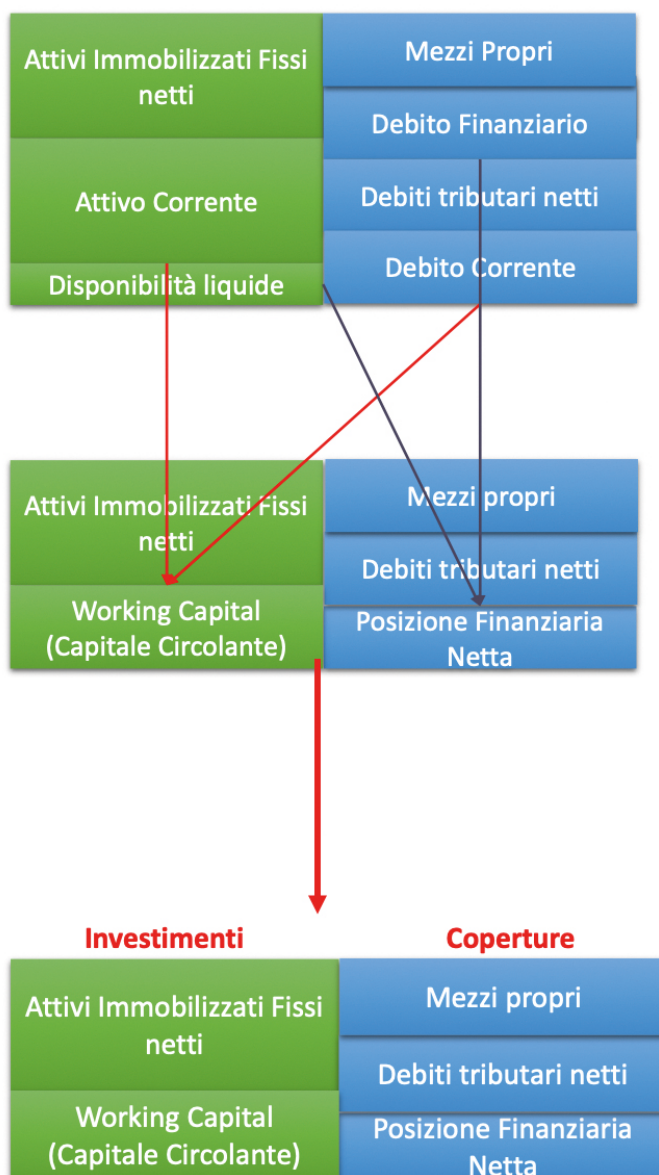 Attivi Immobilizzati Fissi
netti
Attivo Corrente
Disponibilità liquide
Mezzi Propri
Debito Finanziario
Debiti tributari netti
Debito Corrente
Attivi Immobilizzati Fissi
netti
Working Capital
(Capitale Circolante)
Mezzi propri
Debiti tributari netti
Posizione Finanziaria
Netta
Investimenti
Coperture
Attivi Immobilizzati Fissi
netti
Working Capital
(Capitale Circolante)
Mezzi propri
Debiti tributari netti
Posizione Finanziaria
Netta